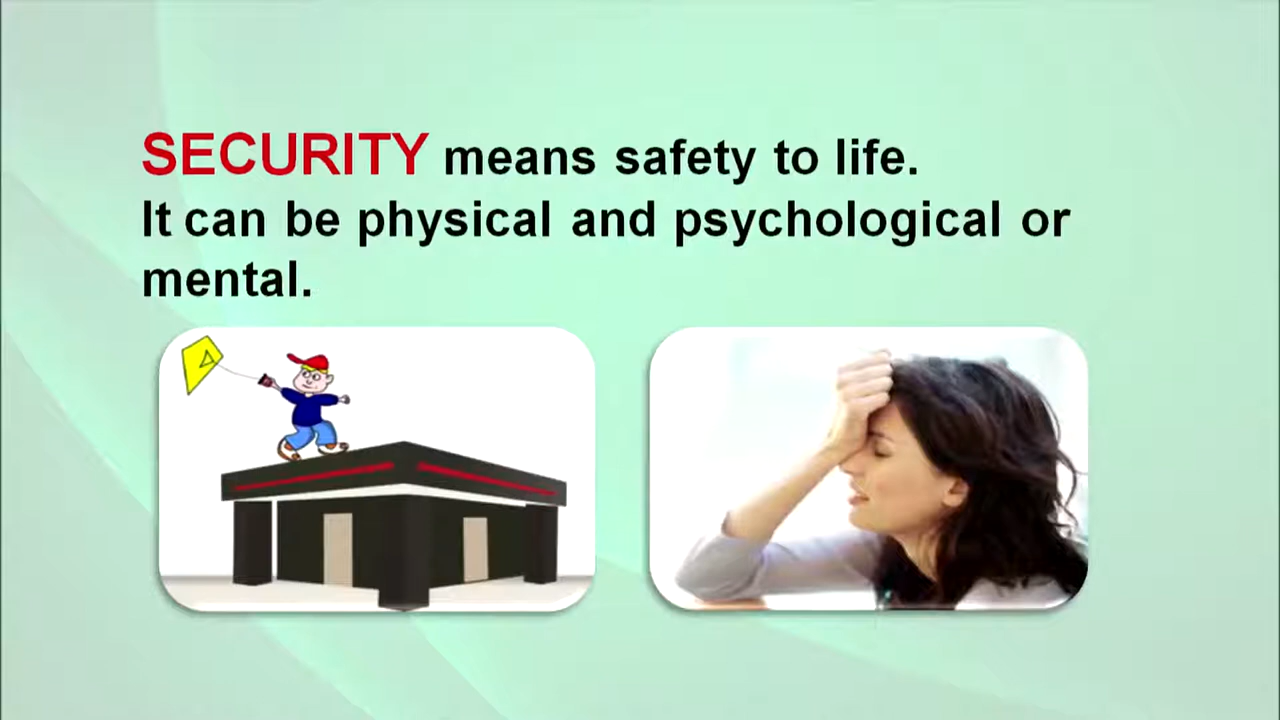 SECURITY means safety to life.
It can be physical and psychological or
mental.